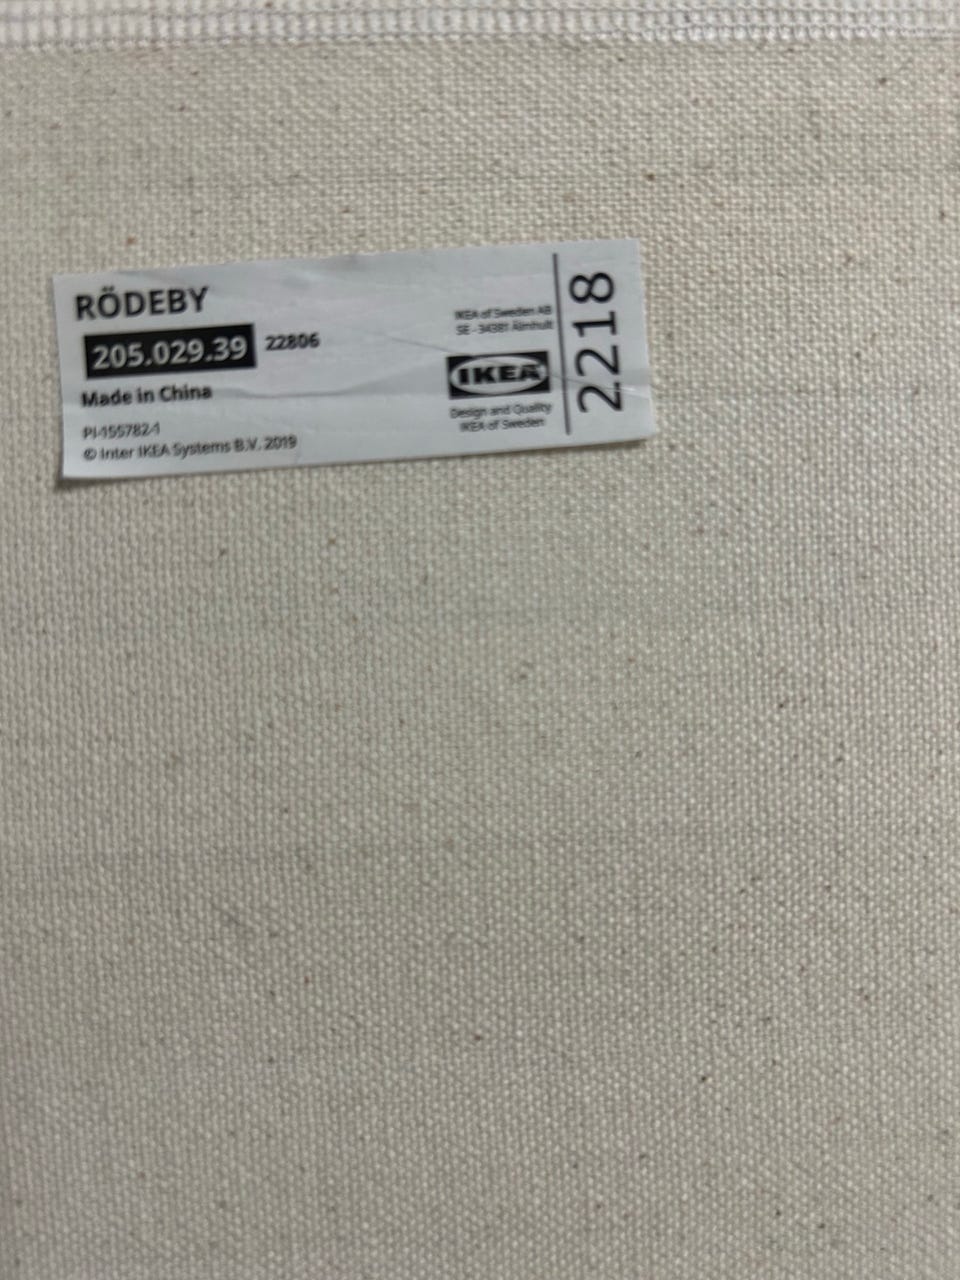 RÖDEBY
205.029.39 22806
Made in China
PI-155782-1
© Inter IKEA Systems B.V. 2019
IKEA of Sweden AB
SE - 34381 Älmhult
IKEA
Design and Quality
IKEA of Sweden
2218